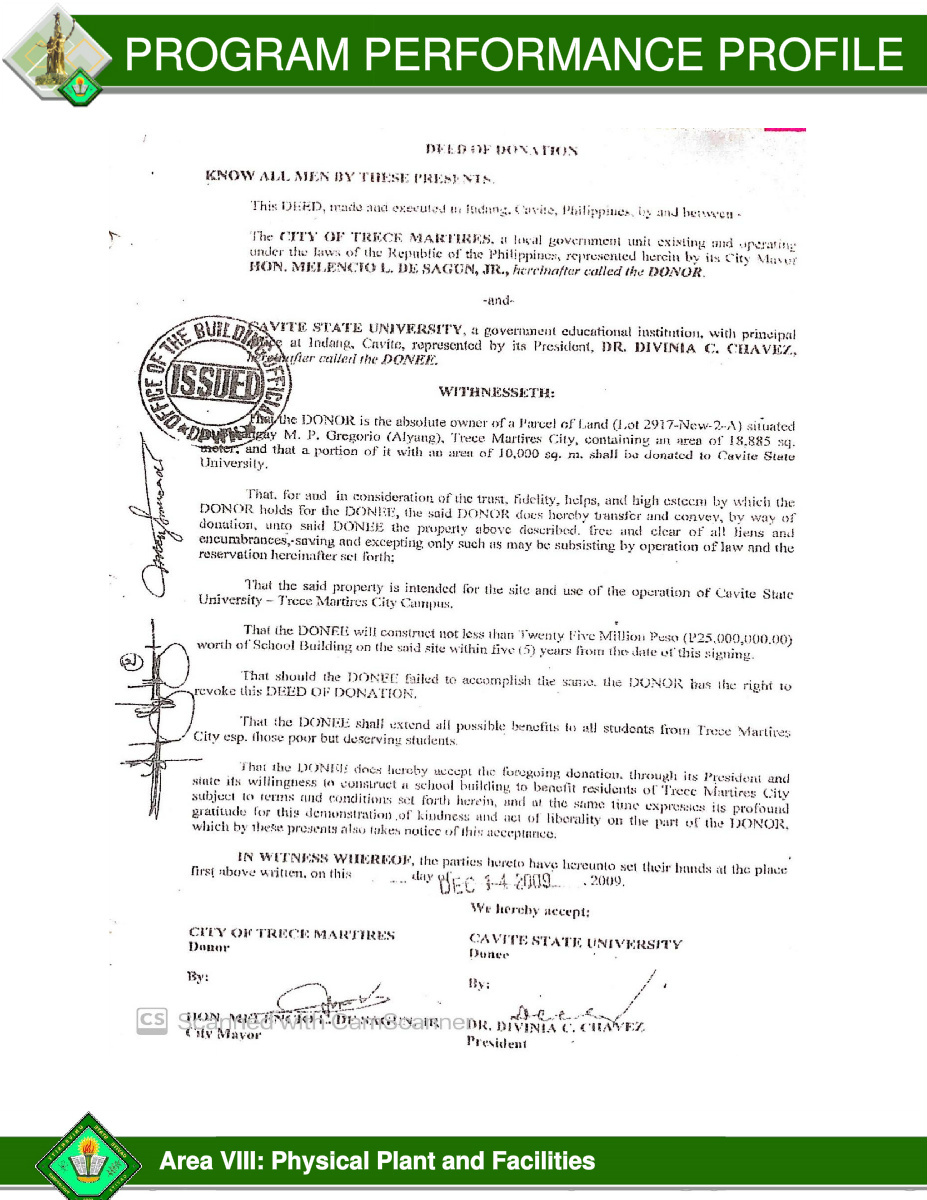 PROGRAM PERFORMANCE PROFILE
DEED OF DONATION
KNOW ALL MEN BY THESE PRESENTS.
This DEED, made and executed in Indang, Cavite, Philippines, by and between -
The CITY OF TRECE MARTIRES, a local government unit existing and operating
under the laws of the Republic of the Philippines, represented herein by its City Mayor
HON. MELENCIO L. DE SAGUN, JR., hereinafter called the DONOR.
-and-
CAVITE STATE UNIVERSITY, a government educational institution, with principal
office at Indang, Cavite, represented by its President, DR. DIVINIA C. CHAVEZ,
hereinafter called the DONEE.
OFFICE OF THE BUILDING OFFICIAL
ISSUED
DPWH
WITHNESSETH:
That the DONOR is the absolute owner of a Parcel of Land (Lot 2917-New-2-A) situated
M. P. Gregorio (Alyang), Trece Martires City, containing an area of 18,885 sq.
meter, and that a portion of it with an area of 10,000 sq. m. shall be donated to Cavite State
University.
That, for and in consideration of the trust, fidelity, helps, and high esteem by which the
DONOR holds for the DONEE, the said DONOR does hereby transfer and convey, by way of
donation, unto said DONEE the property above described, free and clear of all liens and
encumbrances, saving and excepting only such as may be subsisting by operation of law and the
reservation hereinafter set forth;
That the said property is intended for the site and use of the operation of Cavite State
University – Trece Martires City Campus.
That the DONEE will construct not less than Twenty Five Million Peso (P25,000,000.00)
worth of School Building on the said site within five (5) years from the date of this signing.
That should the DONEE failed to accomplish the same, the DONOR has the right to
revoke this DEED OF DONATION.
That the DONEE shall extend all possible benefits to all students from Trece Martires
City esp. those poor but deserving students.
That the DONEE does hereby accept the foregoing donation, through its President and
state its willingness to construct a school building to benefit residents of Trece Martires City
subject to terms and conditions set forth herein, and at the same time expresses its profound
gratitude for this demonstration of kindness and act of liberality on the part of the DONOR,
which by these presents also takes notice of this acceptance.
IN WITNESS WHEREOF, the parties hereto have hereunto set their hands at the place
first above written, on this day of DEC 14 2009, 2009.
We hereby accept:
CITY OF TRECE MARTIRES
Donor
CAVITE STATE UNIVERSITY
Donee
By:
By:
HON. MELENCIO L. DE SAGUN, JR.
City Mayor
DR. DIVINIA C. CHAVEZ
President
CS Scanned with CamScanner
Area VIII: Physical Plant and Facilities